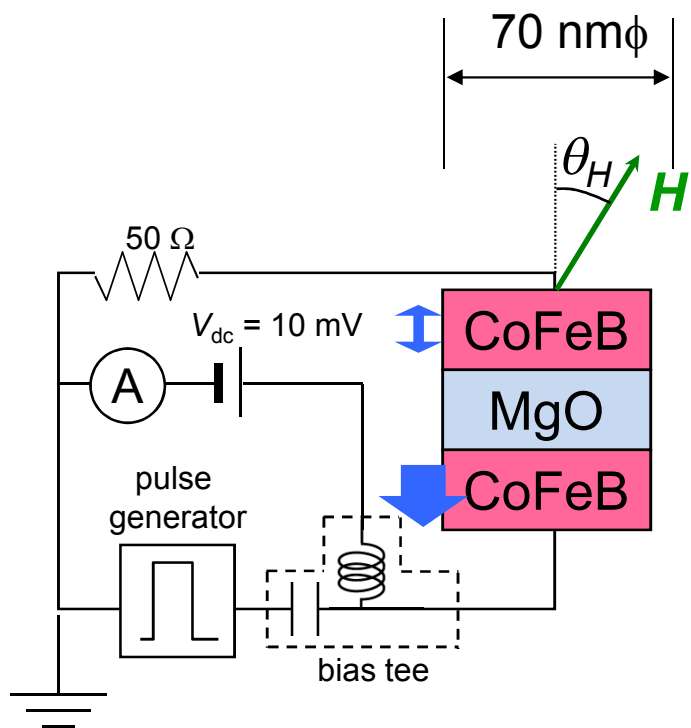 70 nmϕ
θH
H
50 Ω
Vdc = 10 mV
CoFeB
A
MgO
pulse
generator
CoFeB
bias tee